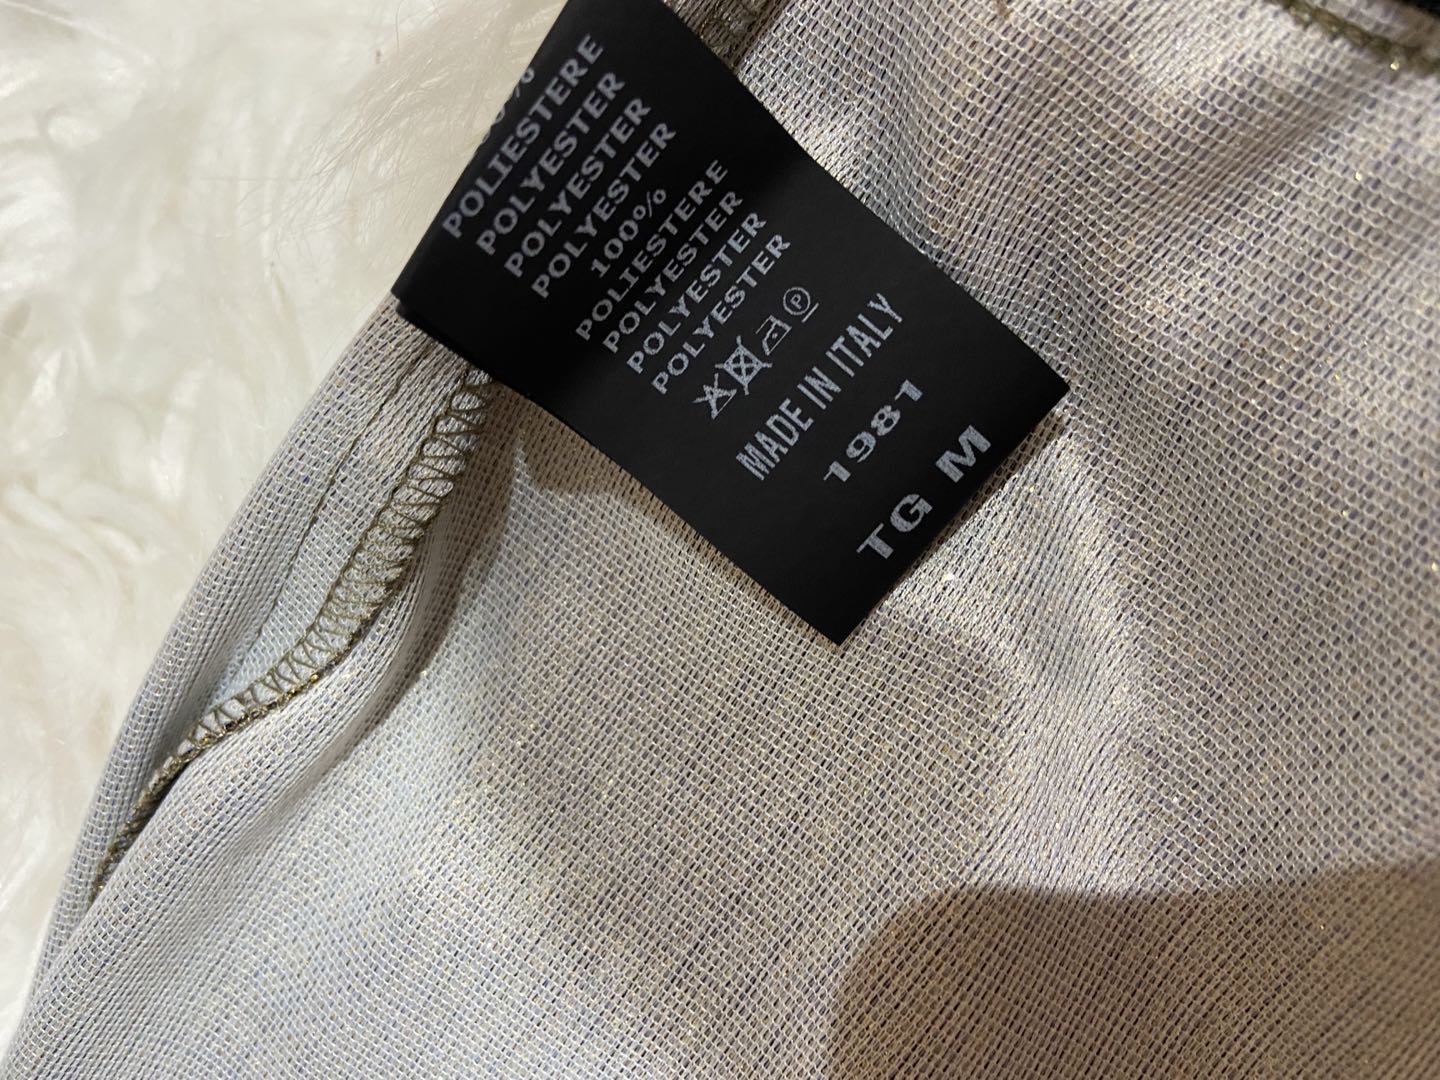 POLIESTERE
POLYESTER
POLYESTER
POLYESTER
100%
POLIESTERE
POLYESTER
POLYESTER
POLYESTER
P
MADE IN ITALY
1981
TG M